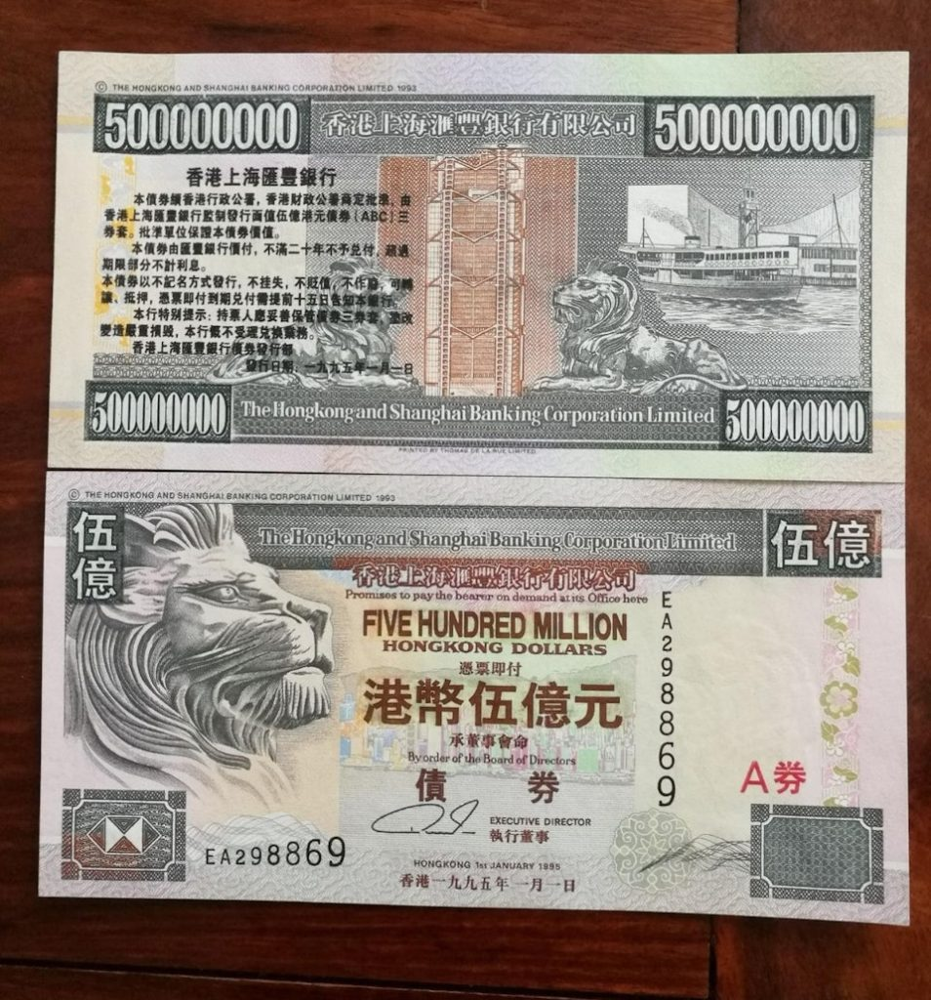 © THE HONGKONG AND SHANGHAI BANKING CORPORATION LIMITED 1993
500000000 香港上海滙豐銀行有限公司 500000000
香港上海匯豐銀行
本債券續香港行政公署，香港財政公署商定批準，由
香港上海匯豐銀行監制發行面值伍億港元債券[ABC]三
券套。批準單位保證本債券價值。
本債券由匯豐銀行價付，不滿二十年不予兌付，超過
期限部分不計利息。
本債券以不記名方式發行，不挂失，不貶值，不作廢，可轉
讓、抵押，憑票即付到期兌付需提前十五日告知本銀行。
本行特别提示：持票人應妥善保管債券三券套，塗改
變造嚴重損毀，本行概不受理兌換業務。
香港上海匯豐銀行債券發行部
發行日期：一九九五年一月一日
500000000 The Hongkong and Shanghai Banking Corporation Limited 500000000
PRINTED BY THOMAS DE LA RUE LIMITED
© THE HONGKONG AND SHANGHAI BANKING CORPORATION LIMITED 1993
伍億 The Hongkong and Shanghai Banking Corporation Limited 伍億
香港上海滙豐銀行有限公司
Promises to pay the bearer on demand at its Office here
FIVE HUNDRED MILLION
HONGKONG DOLLARS
憑票即付
港幣伍億元
承董事會命
By order of the Board of Directors
債 券
EA298869
A券
EXECUTIVE DIRECTOR
執行董事
EA298869
HONGKONG 1st JANUARY 1995
香港一九九五年一月一日